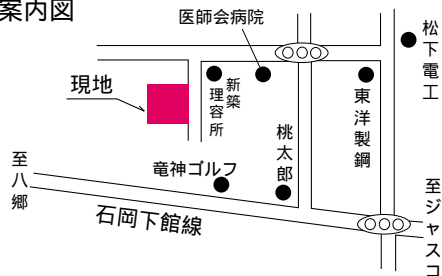 案内図
医師会病院
松下電工
現地
新築
理容所
東洋製鋼
桃太郎
竜神ゴルフ
至八郷
石岡下館線
至ジャスコ